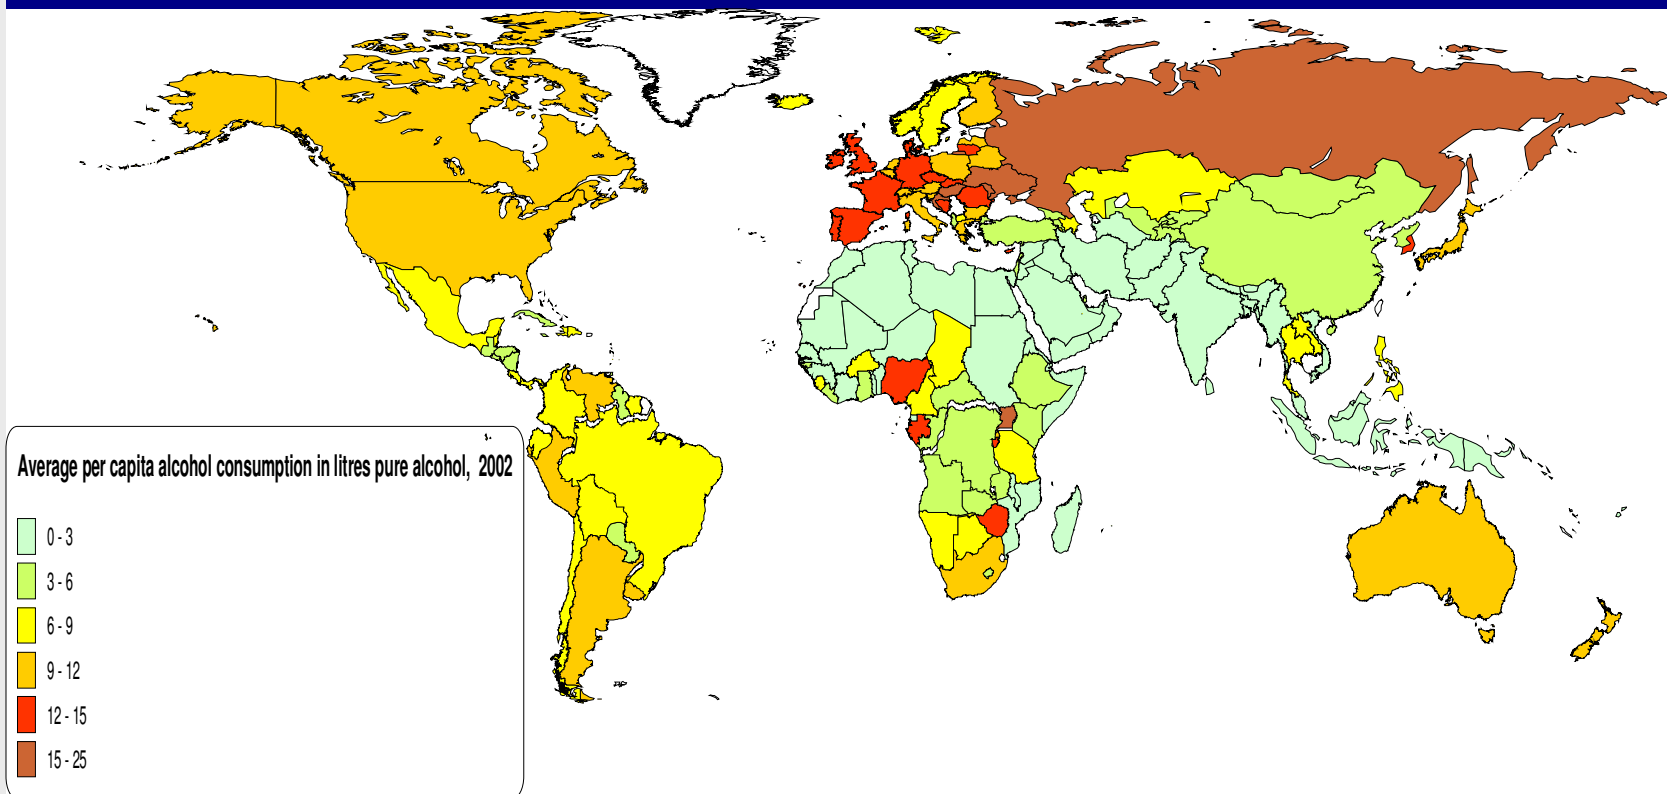 Average per capita alcohol consumption in litres pure alcohol, 2002
0 - 3
3 - 6
6 - 9
9 - 12
12 - 15
15 - 25